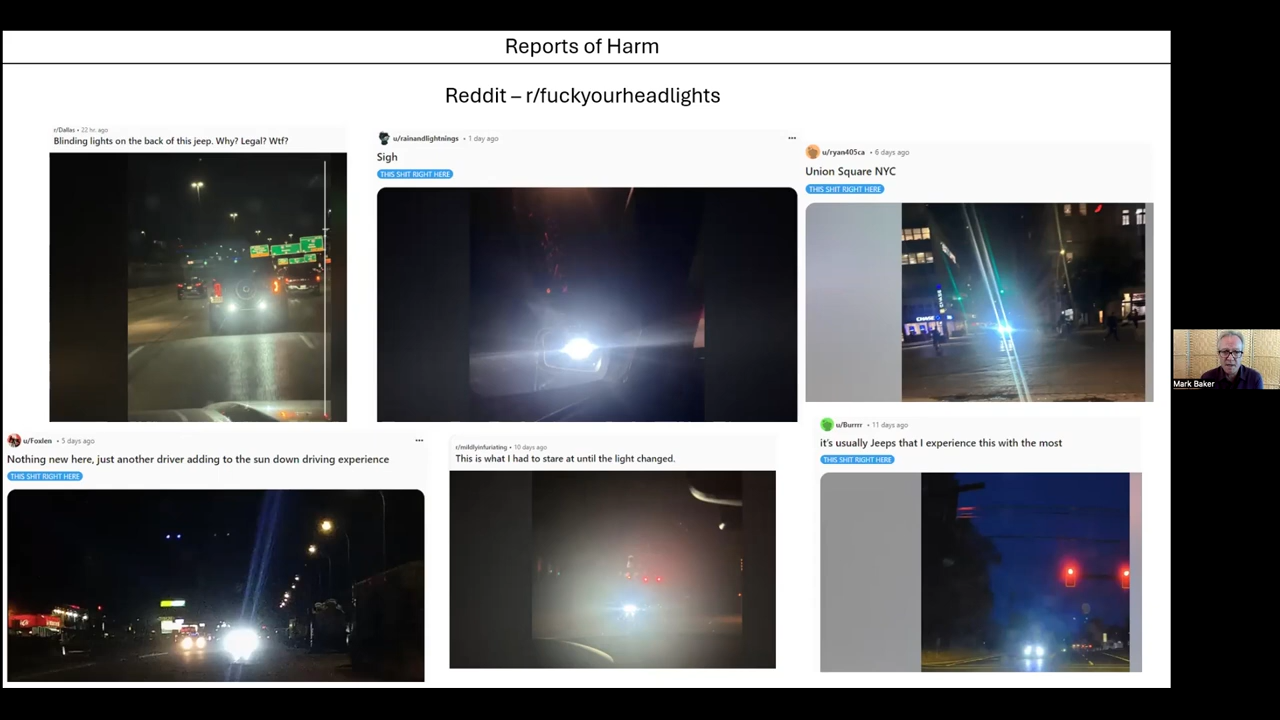 Reports of Harm
Reddit – r/fuckyourheadlights
r/Dallas • 22 hr. ago
Blinding lights on the back of this jeep. Why? Legal? Wtf?
u/rainandlightnings • 1 day ago
Sigh
THIS SHIT RIGHT HERE
u/ryan405ca • 6 days ago
Union Square NYC
THIS SHIT RIGHT HERE
CHASE
u/Foxlen • 5 days ago
Nothing new here, just another driver adding to the sun down driving experience
THIS SHIT RIGHT HERE
r/mildlyinfuriating • 10 days ago
This is what I had to stare at until the light changed.
u/Burrrr • 11 days ago
it's usually Jeeps that I experience this with the most
THIS SHIT RIGHT HERE
Mark Baker